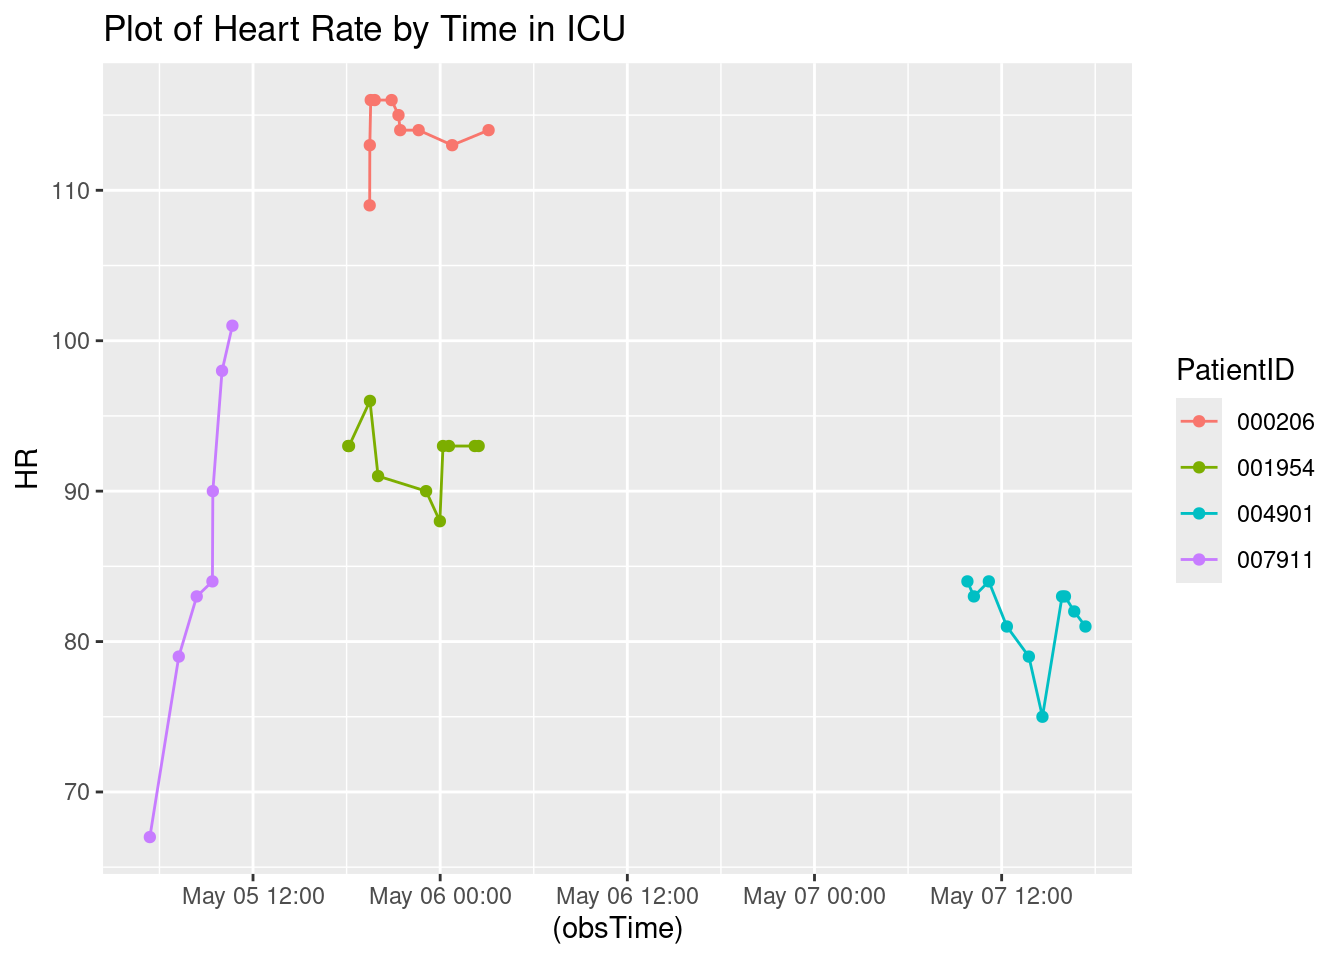 Plot of Heart Rate by Time in ICU
HR
110
100
90
80
70
May 05 12:00 May 06 00:00 May 06 12:00 May 07 00:00 May 07 12:00
(obsTime)
PatientID
000206
001954
004901
007911